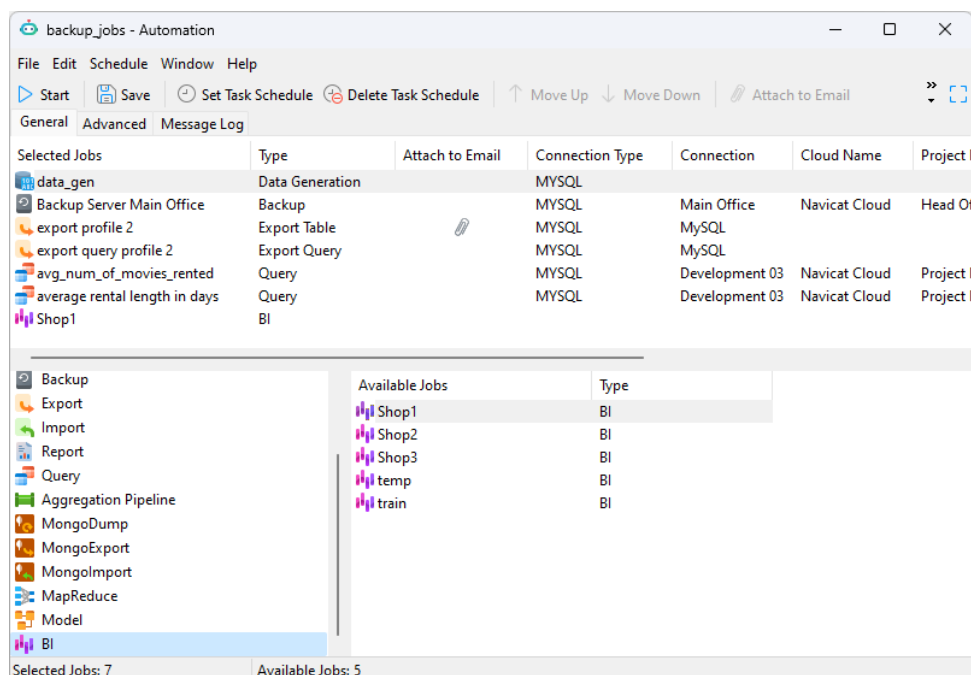 backup_jobs - Automation
File Edit Schedule Window Help
Start Save Set Task Schedule Delete Task Schedule Move Up Move Down Attach to Email »
General Advanced Message Log
Selected Jobs Type Attach to Email Connection Type Connection Cloud Name Project
data_gen Data Generation MYSQL
Backup Server Main Office Backup MYSQL Main Office Navicat Cloud Head Of
export profile 2 Export Table MYSQL MySQL
export query profile 2 Export Query MYSQL MySQL
avg_num_of_movies_rented Query MYSQL Development 03 Navicat Cloud Project
average rental length in days Query MYSQL Development 03 Navicat Cloud Project
Shop1 BI
Backup
Export
Import
Report
Query
Aggregation Pipeline
MongoDump
MongoExport
MongoImport
MapReduce
Model
BI
Available Jobs Type
Shop1 BI
Shop2 BI
Shop3 BI
temp BI
train BI
Selected Jobs: 7 Available Jobs: 5